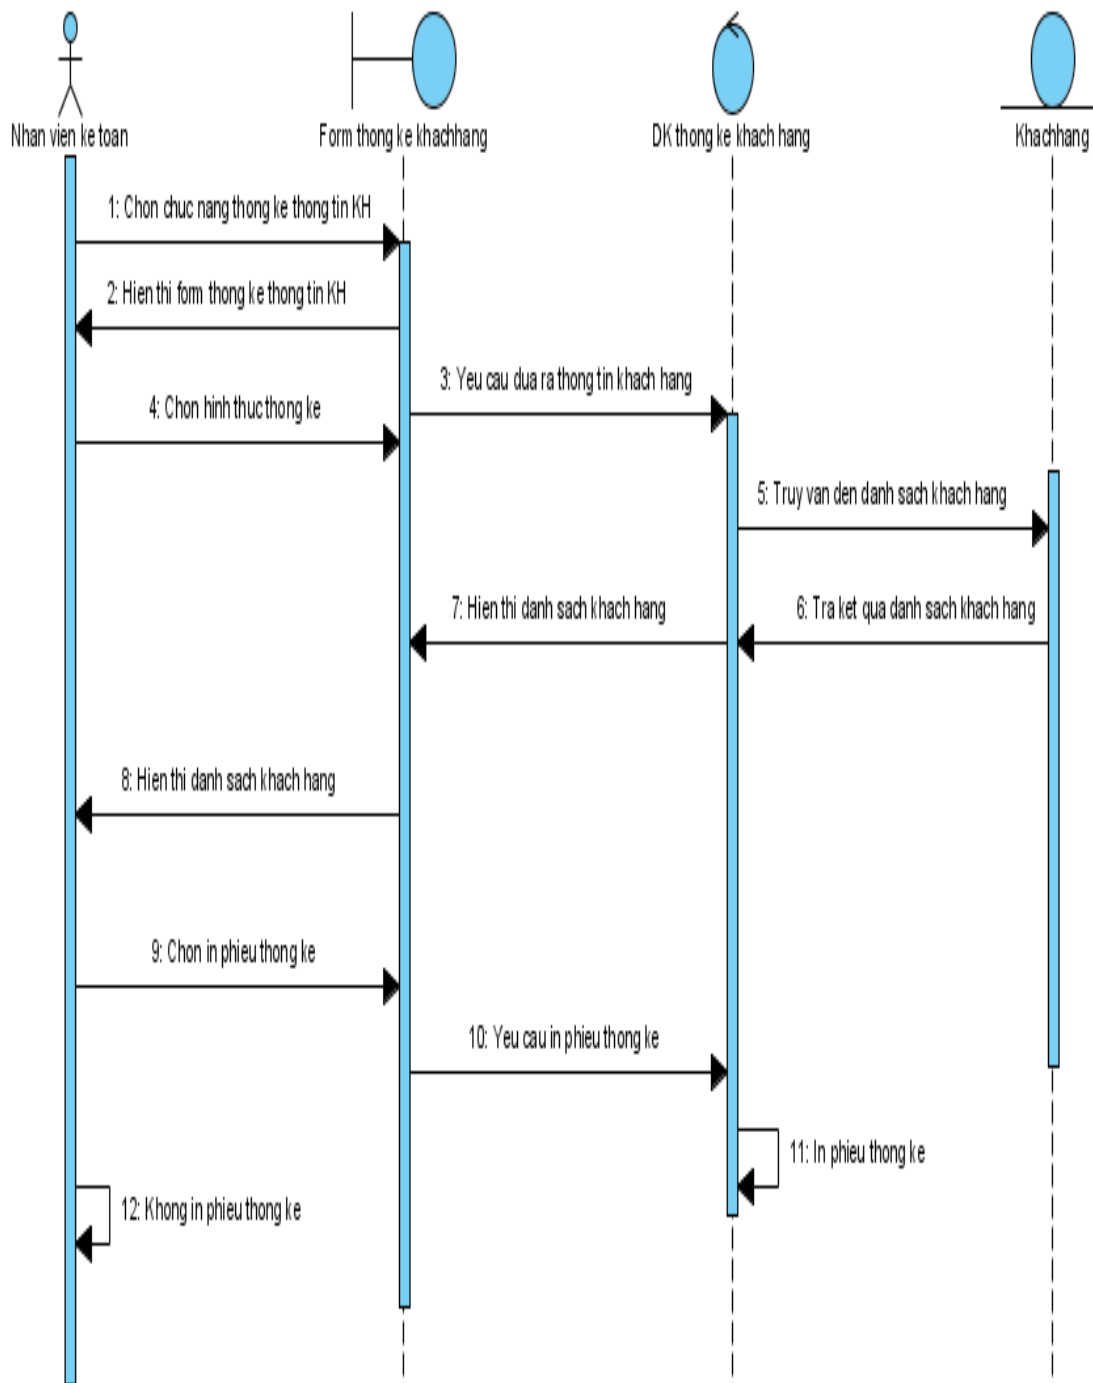 Nhan vien ke toan
Form thong ke khachhang
DK thong ke khach hang
Khachhang
1: Chon chuc nang thong ke thong tin KH
2: Hien thi form thong ke thong tin KH
3: Yeu cau dua ra thong tin khach hang
4: Chon hinh thuc thong ke
5: Truy van den danh sach khach hang
7: Hien thi danh sach khach hang
6: Tra ket qua danh sach khach hang
8: Hien thi danh sach khach hang
9: Chon in phieu thong ke
10: Yeu cau in phieu thong ke
11: In phieu thong ke
12: Khong in phieu thong ke